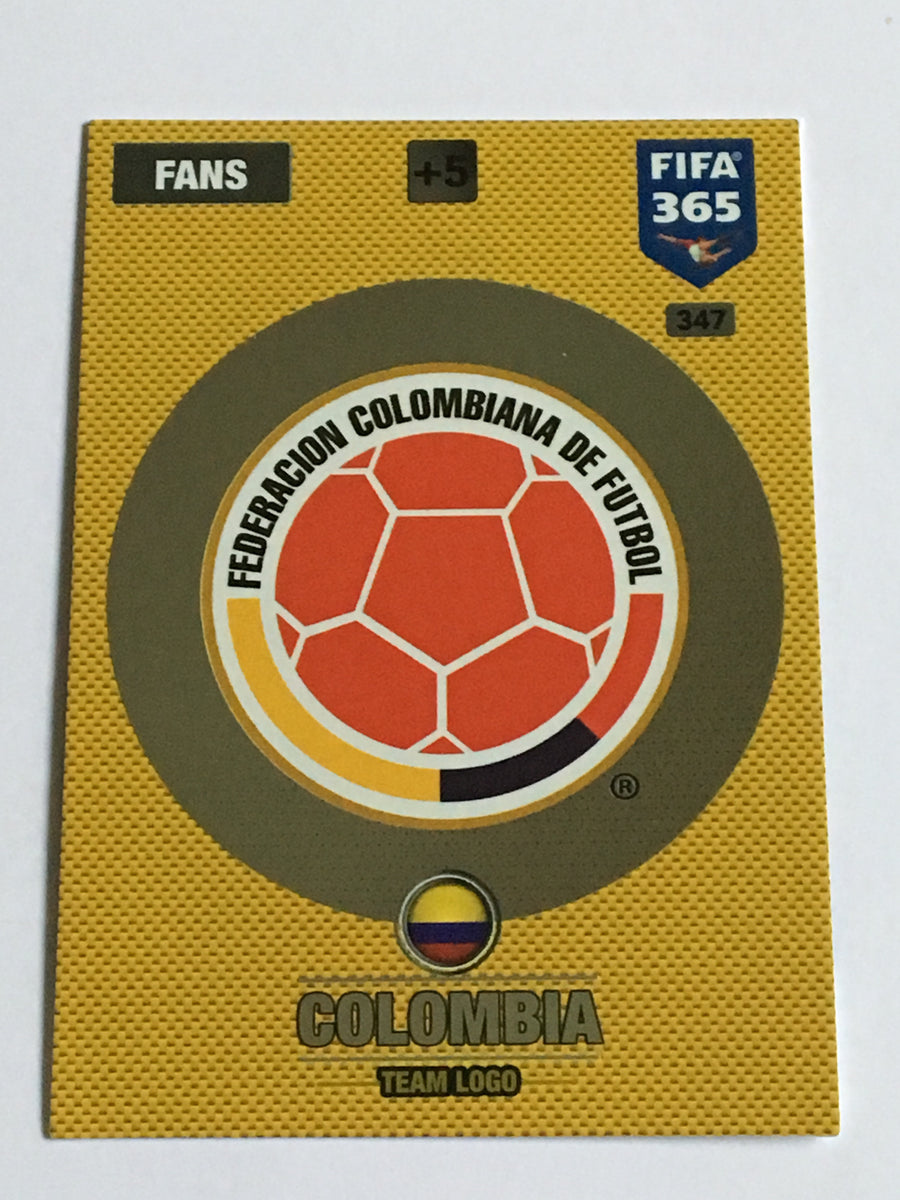 FANS
+5
FIFA®
365
347
FEDERACION COLOMBIANA DE FUTBOL
®
COLOMBIA
TEAM LOGO